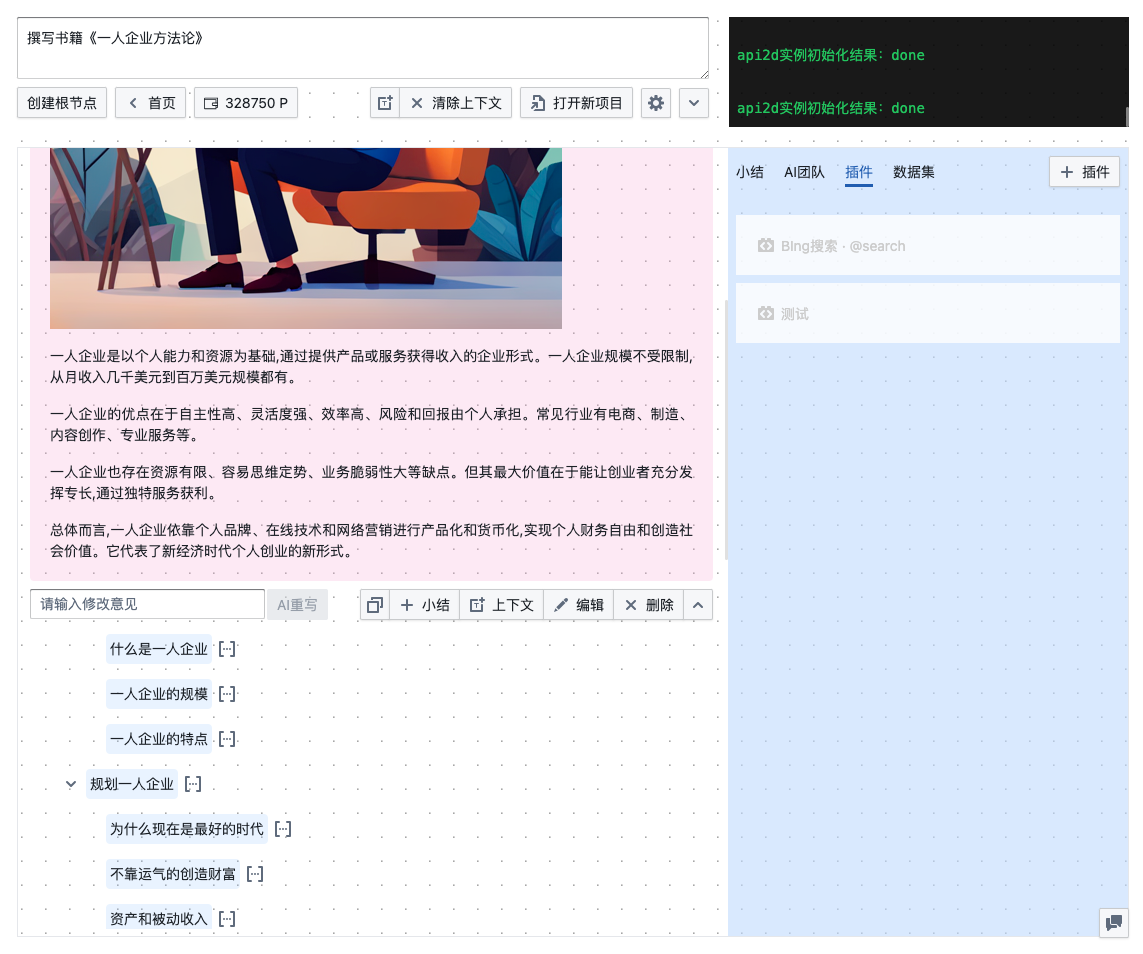 撰写书籍《一人企业方法论》
创建根节点
首页
328750 P
清除上下文
打开新项目
api2d实例初始化结果: done
api2d实例初始化结果: done
小结
AI团队
插件
数据集
插件
Bing搜索 · @search
测试
一人企业是以个人能力和资源为基础,通过提供产品或服务获得收入的企业形式。一人企业规模不受限制,
从月收入几千美元到百万美元规模都有。
一人企业的优点在于自主性高、灵活度强、效率高、风险和回报由个人承担。常见行业有电商、制造、
内容创作、专业服务等。
一人企业也存在资源有限、容易思维定势、业务脆弱性大等缺点。但其最大价值在于能让创业者充分发
挥专长,通过独特服务获利。
总体而言,一人企业依靠个人品牌、在线技术和网络营销进行产品化和货币化,实现个人财务自由和创造社
会价值。它代表了新经济时代个人创业的新形式。
请输入修改意见
AI重写
小结
上下文
编辑
删除
什么是一人企业
一人企业的规模
一人企业的特点
规划一人企业
为什么现在是最好的时代
不靠运气的创造财富
资产和被动收入